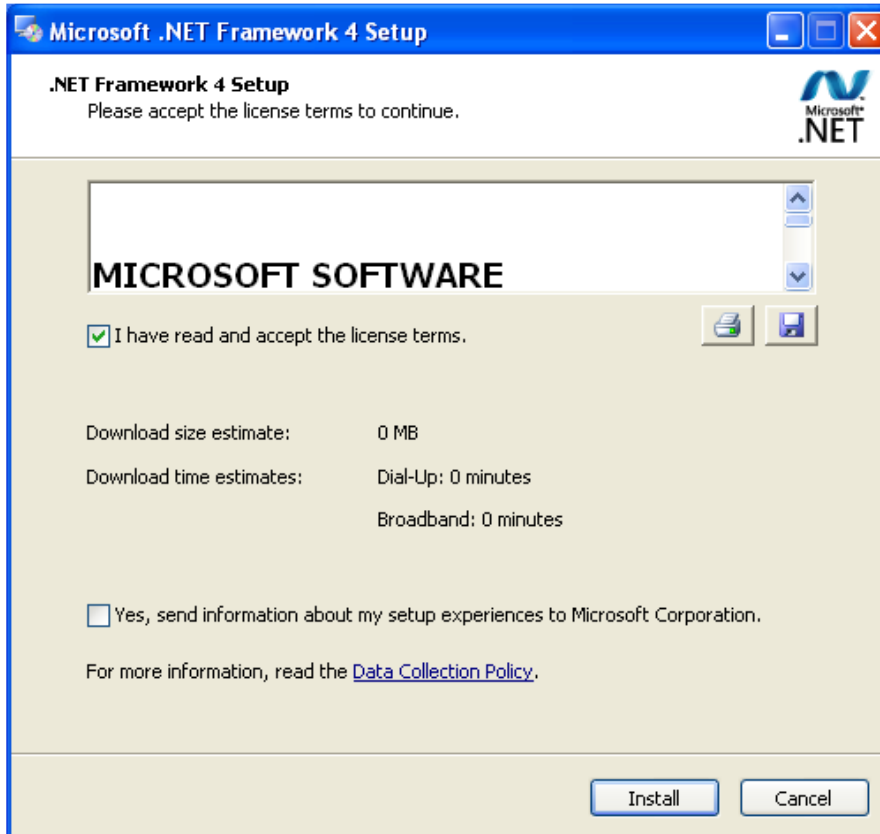 Microsoft .NET Framework 4 Setup
.NET Framework 4 Setup
Please accept the license terms to continue.
Microsoft
.NET
MICROSOFT SOFTWARE
I have read and accept the license terms.
Download size estimate: 0 MB
Download time estimates: Dial-Up: 0 minutes
Broadband: 0 minutes
Yes, send information about my setup experiences to Microsoft Corporation.
For more information, read the Data Collection Policy.
Install Cancel